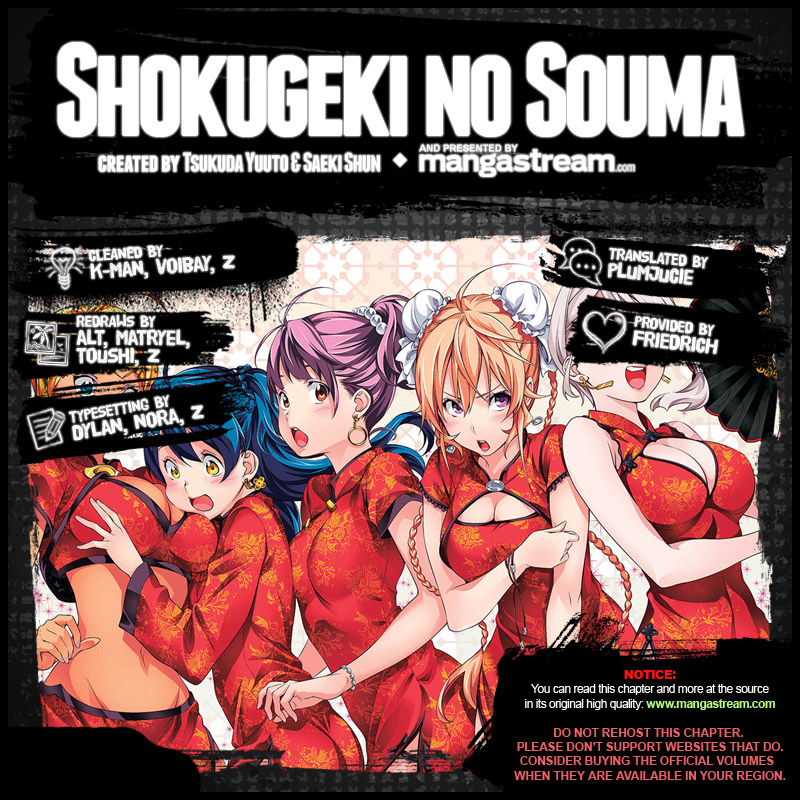 SHOKUGEKI NO SOUMA
CREATED BY TSUKUDA YUUTO & SAEKI SHUN ◆ AND PRESENTED BY mangastream.com
CLEANED BY
K-MAN, VOIBAY, Z
REDRAWS BY
ALT, MATRYEL,
TOUSHI, Z
TYPESETTING BY
DYLAN, NORA, Z
TRANSLATED BY
PLUMJUCIE
PROVIDED BY
FRIEDRICH
NOTICE:
You can read this chapter and more at the source
in its original high quality: www.mangastream.com
DO NOT REHOST THIS CHAPTER.
PLEASE DON'T SUPPORT WEBSITES THAT DO.
CONSIDER BUYING THE OFFICIAL VOLUMES
WHEN THEY ARE AVAILABLE IN YOUR REGION.